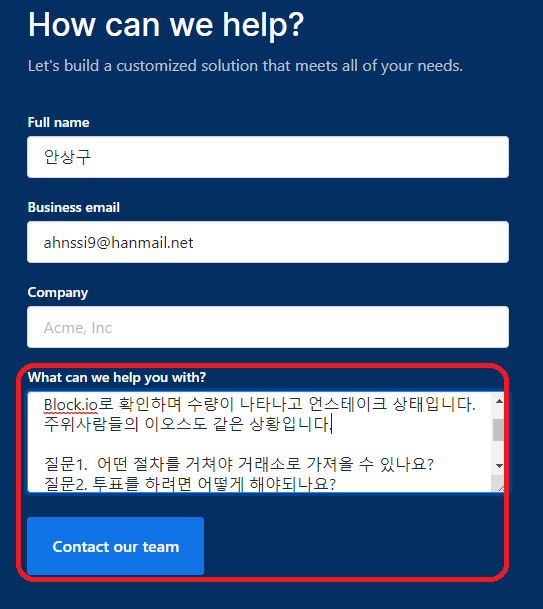 How can we help?
Let's build a customized solution that meets all of your needs.
Full name
안상구
Business email
ahnssi9@hanmail.net
Company
Acme, Inc
What can we help you with?
Block.io로 확인하며 수량이 나타나고 언스테이크 상태입니다.
주위사람들의 이오스도 같은 상황입니다.
질문1. 어떤 절차를 거쳐야 거래소로 가져올 수 있나요?
질문2. 투표를 하려면 어떻게 해야되나요?
Contact our team